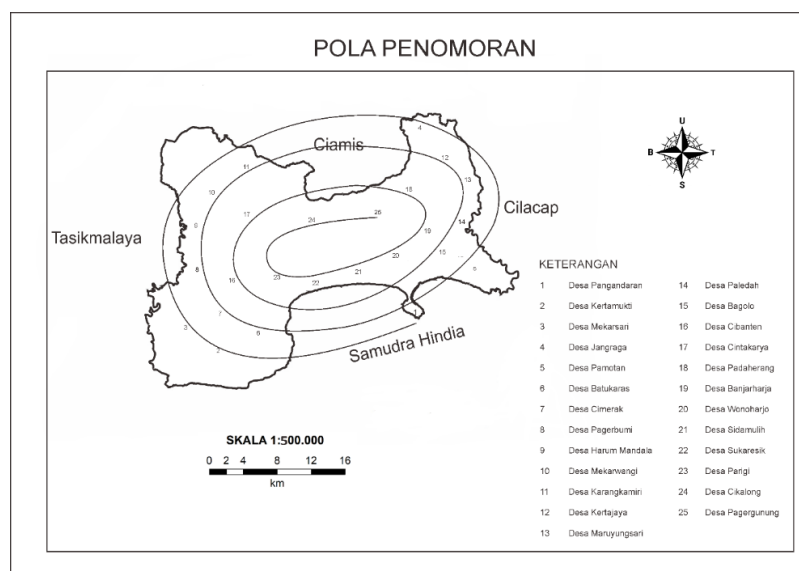 POLA PENOMORAN
4
Ciamis
U
B T
S
12
11
13
10
18
17
24
25
Cilacap
9
14
Tasikmalaya
19
15
20
8
21
5
23
16
22
7
1
3
6
2
Samudra Hindia
SKALA 1:500.000
0 2 4 8 12 16
km
KETERANGAN
1 Desa Pangandaran
2 Desa Kertamukti
3 Desa Mekarsari
4 Desa Jangraga
5 Desa Pamotan
6 Desa Batukaras
7 Desa Cimerak
8 Desa Pagerbumi
9 Desa Harum Mandala
10 Desa Mekarwangi
11 Desa Karangkamiri
12 Desa Kertajaya
13 Desa Maruyungsari
14 Desa Paledah
15 Desa Bagolo
16 Desa Cibanten
17 Desa Cintakarya
18 Desa Padaherang
19 Desa Banjarharja
20 Desa Wonoharjo
21 Desa Sidamulih
22 Desa Sukaresik
23 Desa Parigi
24 Desa Cikalong
25 Desa Pagergunung